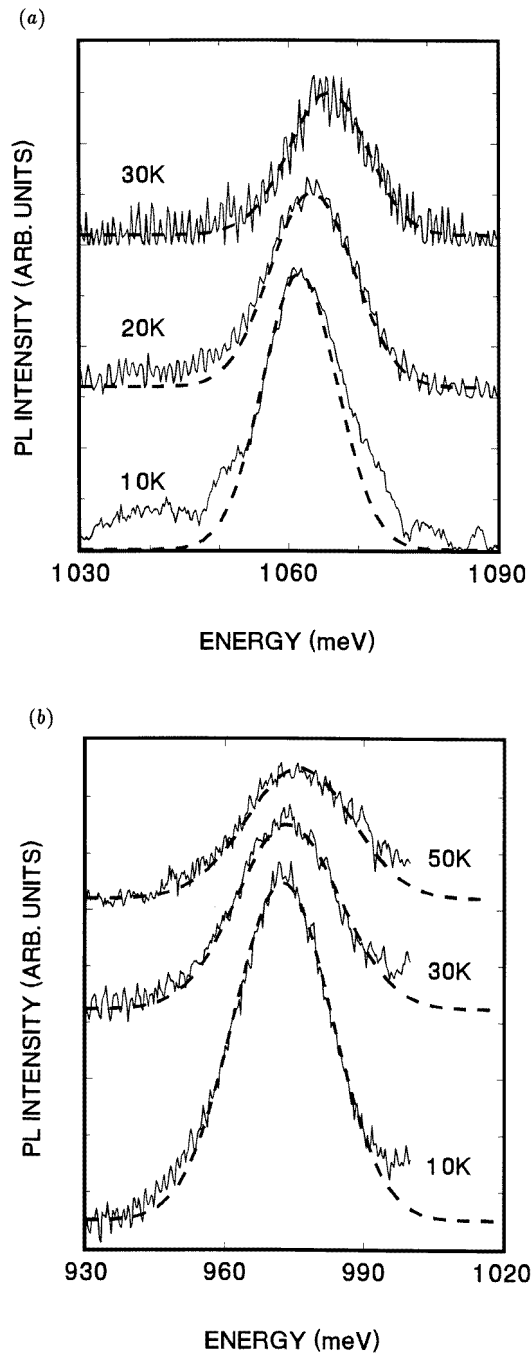 (a)
PL INTENSITY (ARB. UNITS)
30K
20K
10K
1030 1060 1090
ENERGY (meV)
(b)
PL INTENSITY (ARB. UNITS)
50K
30K
10K
930 960 990 1020
ENERGY (meV)